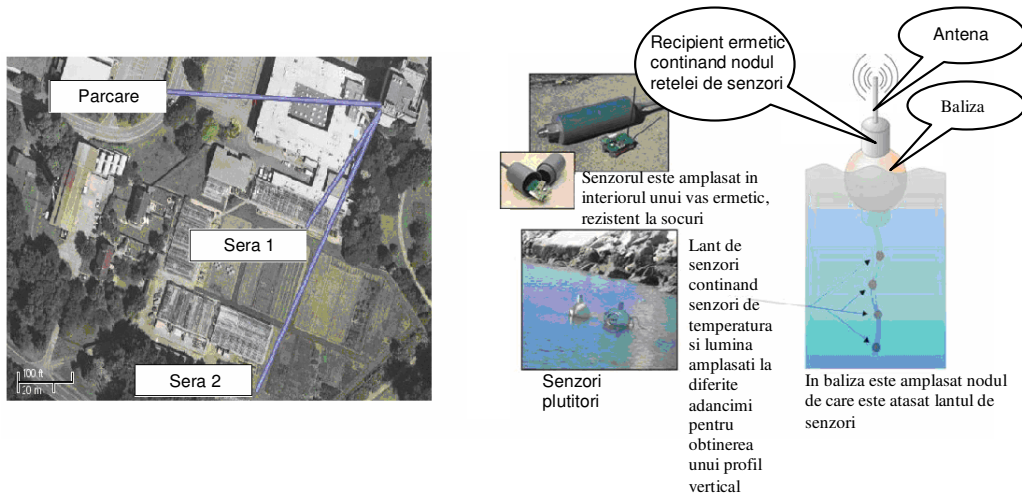 Parcare
Sera 1
Sera 2
100 ft
20 m
Recipient ermetic
continand nodul
retelei de senzori
Antena
Baliza
Senzorul este amplasat in
interiorul unui vas ermetic,
rezistent la socuri
Senzori
plutitori
Lant de
senzori
continand
senzori de
temperatura
si lumina
amplasati la
diferite
adancimi
pentru
obtinerea
unui profil
vertical
In baliza este amplasat nodul
de care este atasat lantul de
senzori